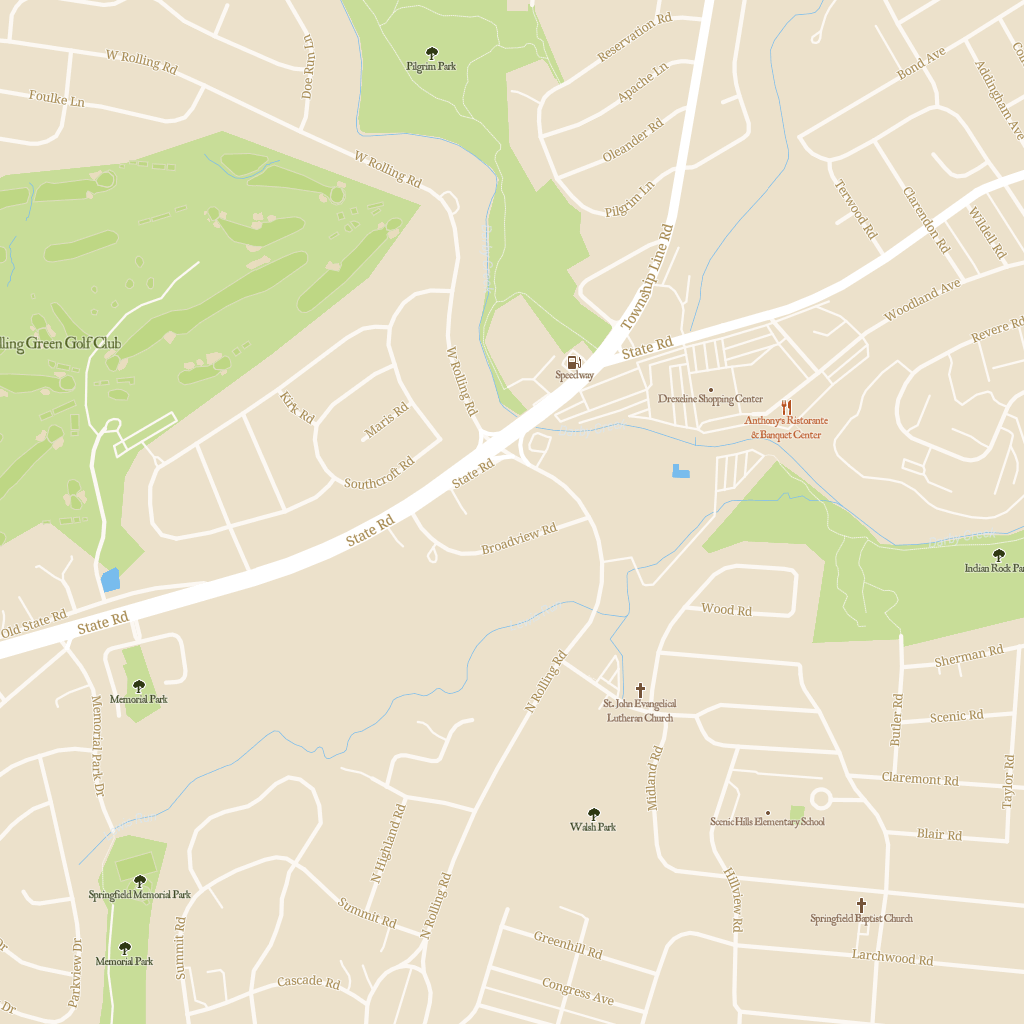 Reservation Rd
Pilgrim Park
W Rolling Rd
Doe Run Ln
Bond Ave
Addingham Ave
Apache Ln
Foulke Ln
Oleander Rd
W Rolling Rd
Pilgrim Ln
Terwood Rd
Clarendon Rd
Wildell Rd
Township Line Rd
Woodland Ave
Revere Rd
lling Green Golf Club
State Rd
Speedway
W Rolling Rd
Drexeline Shopping Center
Kirk Rd
Maris Rd
Anthony's Ristorante
& Banquet Center
Southcroft Rd
State Rd
State Rd
Broadview Rd
Indian Rock Par
Old State Rd
State Rd
Wood Rd
Sherman Rd
Memorial Park
N Rolling Rd
St. John Evangelical
Lutheran Church
Butler Rd
Scenic Rd
Memorial Park Dr
Midland Rd
Claremont Rd
Taylor Rd
Walsh Park
Scenic Hills Elementary School
Blair Rd
N Highland Rd
Springfield Memorial Park
Summit Rd
N Rolling Rd
Hillview Rd
Springfield Baptist Church
Summit Rd
Greenhill Rd
Larchwood Rd
Memorial Park
Parkview Dr
Cascade Rd
Congress Ave
Dr